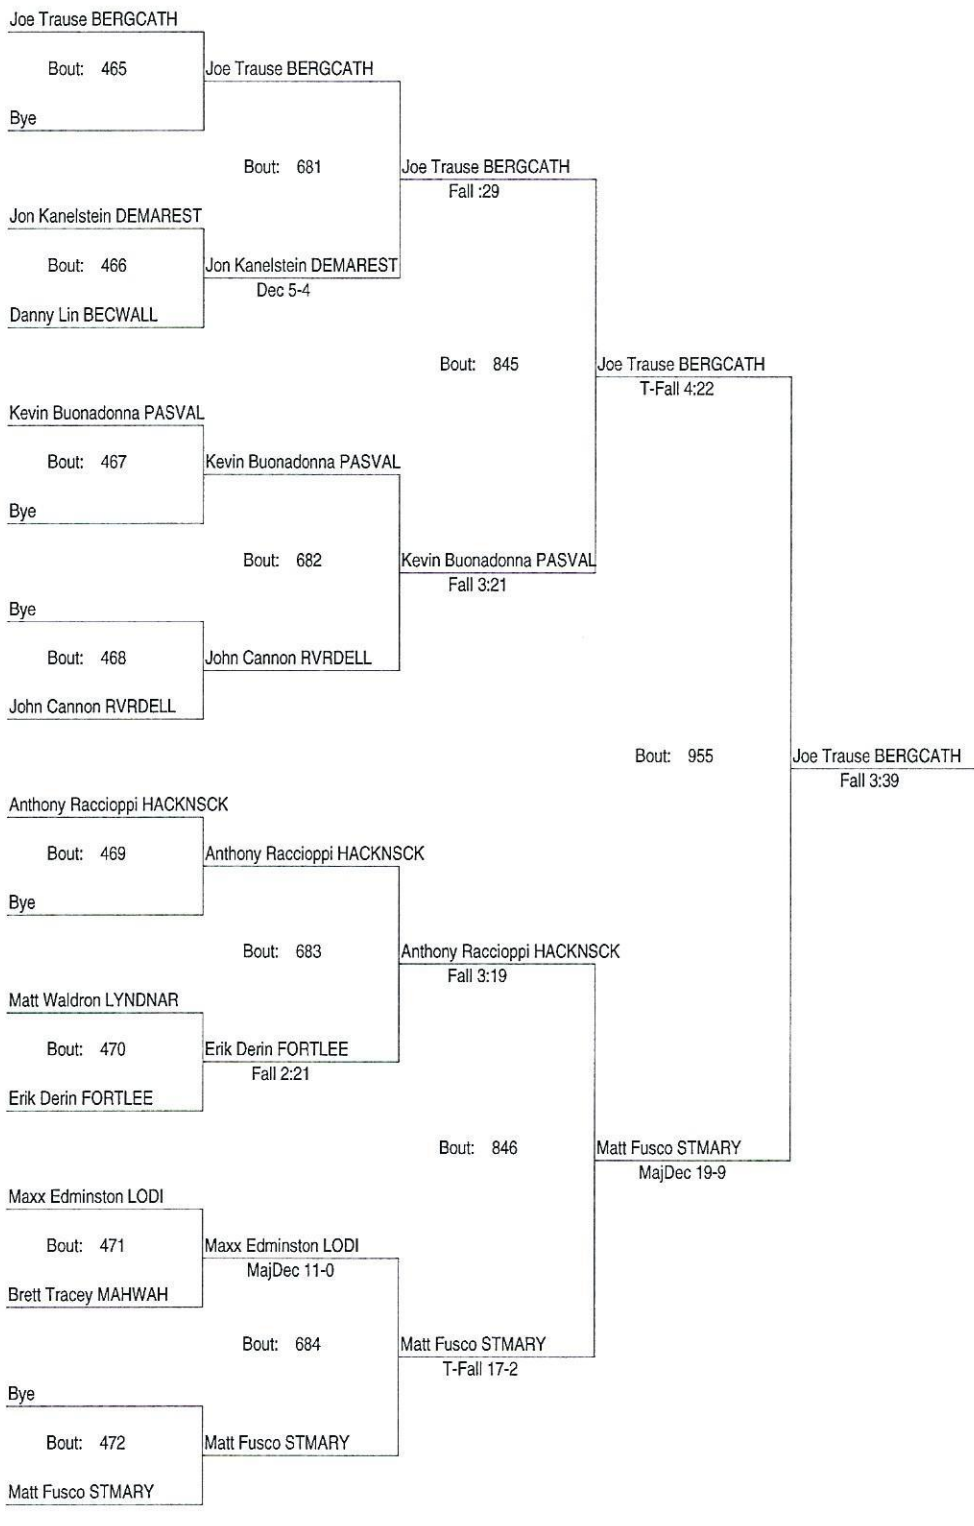 Joe Trause BERGCATH
Bout: 465
Joe Trause BERGCATH
Bye
Bout: 681
Joe Trause BERGCATH
Fall :29
Jon Kanelstein DEMAREST
Bout: 466
Jon Kanelstein DEMAREST
Dec 5-4
Danny Lin BECWALL
Bout: 845
Joe Trause BERGCATH
T-Fall 4:22
Kevin Buonadonna PASVAL
Bout: 467
Kevin Buonadonna PASVAL
Bye
Bout: 682
Kevin Buonadonna PASVAL
Fall 3:21
Bye
Bout: 468
John Cannon RVRDELL
John Cannon RVRDELL
Bout: 955
Joe Trause BERGCATH
Fall 3:39
Anthony Raccioppi HACKNSCK
Bout: 469
Anthony Raccioppi HACKNSCK
Bye
Bout: 683
Anthony Raccioppi HACKNSCK
Fall 3:19
Matt Waldron LYNDNAR
Bout: 470
Erik Derin FORTLEE
Fall 2:21
Erik Derin FORTLEE
Bout: 846
Matt Fusco STMARY
MajDec 19-9
Maxx Edminston LODI
Bout: 471
Maxx Edminston LODI
MajDec 11-0
Brett Tracey MAHWAH
Bout: 684
Matt Fusco STMARY
T-Fall 17-2
Bye
Bout: 472
Matt Fusco STMARY
Matt Fusco STMARY